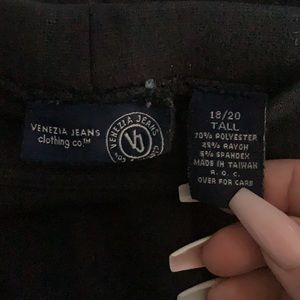 VENEZIA JEANS
clothing co™
VENEZIA JEANS
18/20
TALL
70% POLYESTER
25% RAYON
5% SPANDEX
MADE IN TAIWAN
R.O.C.
OVER FOR CARE